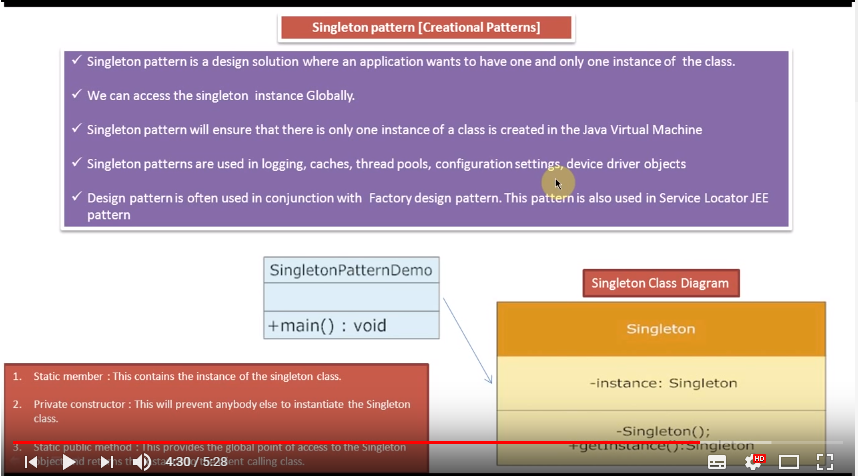 Singleton pattern [Creational Patterns]
✓ Singleton pattern is a design solution where an application wants to have one and only one instance of the class.
✓ We can access the singleton instance Globally.
✓ Singleton pattern will ensure that there is only one instance of a class is created in the Java Virtual Machine
✓ Singleton patterns are used in logging, caches, thread pools, configuration settings, device driver objects
✓ Design pattern is often used in conjunction with Factory design pattern. This pattern is also used in Service Locator JEE
pattern
SingletonPatternDemo
+main() : void
Singleton Class Diagram
Singleton
-instance: Singleton
-Singleton();
+getInstance():Singleton
1. Static member : This contains the instance of the singleton class.
2. Private constructor : This will prevent anybody else to instantiate the Singleton
class.
3. Static public method : This provides the global point of access to the Singleton
object and returns the instance to the client calling class.
4:30 / 5:28
HD